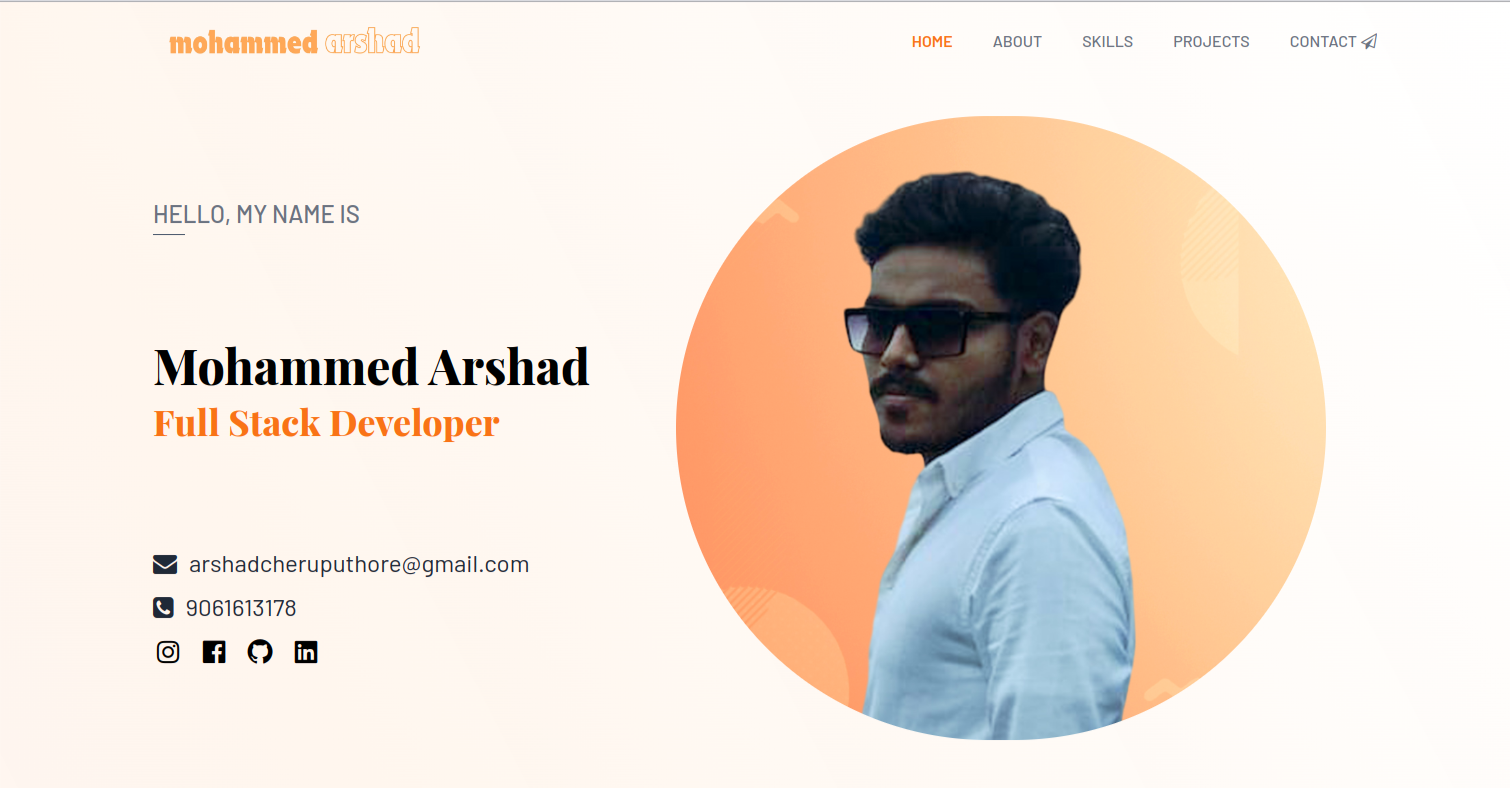 mohammed arshad
HOME ABOUT SKILLS PROJECTS CONTACT
HELLO, MY NAME IS
Mohammed Arshad
Full Stack Developer
arshadcheruputhore@gmail.com
9061613178